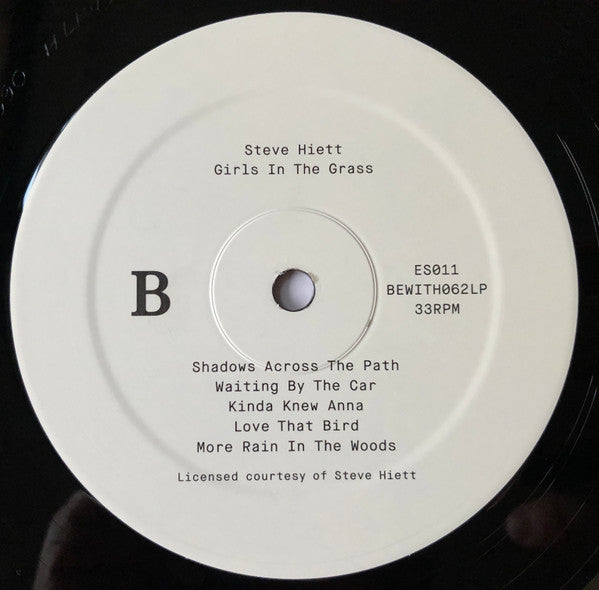 Steve Hiett
Girls In The Grass
B
ES011
BEWITH062LP
33RPM
Shadows Across The Path
Waiting By The Car
Kinda Knew Anna
Love That Bird
More Rain In The Woods
Licensed courtesy of Steve Hiett